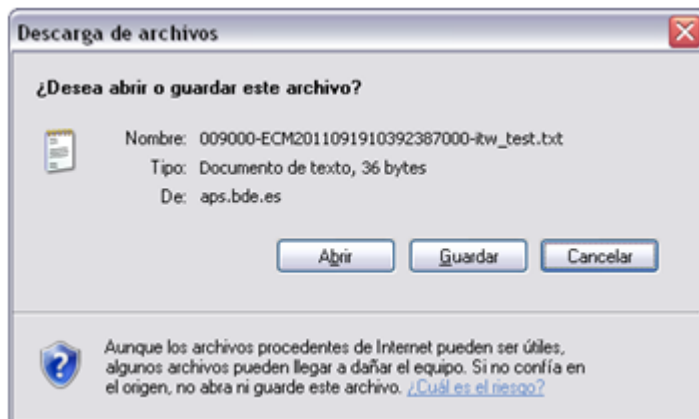 Descarga de archivos
¿Desea abrir o guardar este archivo?
Nombre: 009000-ECM2011091910392387000-itw_test.txt
Tipo: Documento de texto, 36 bytes
De: aps.bde.es
Abrir Guardar Cancelar
Aunque los archivos procedentes de Internet pueden ser útiles,
algunos archivos pueden llegar a dañar el equipo. Si no confía en
el origen, no abra ni guarde este archivo. ¿Cuál es el riesgo?